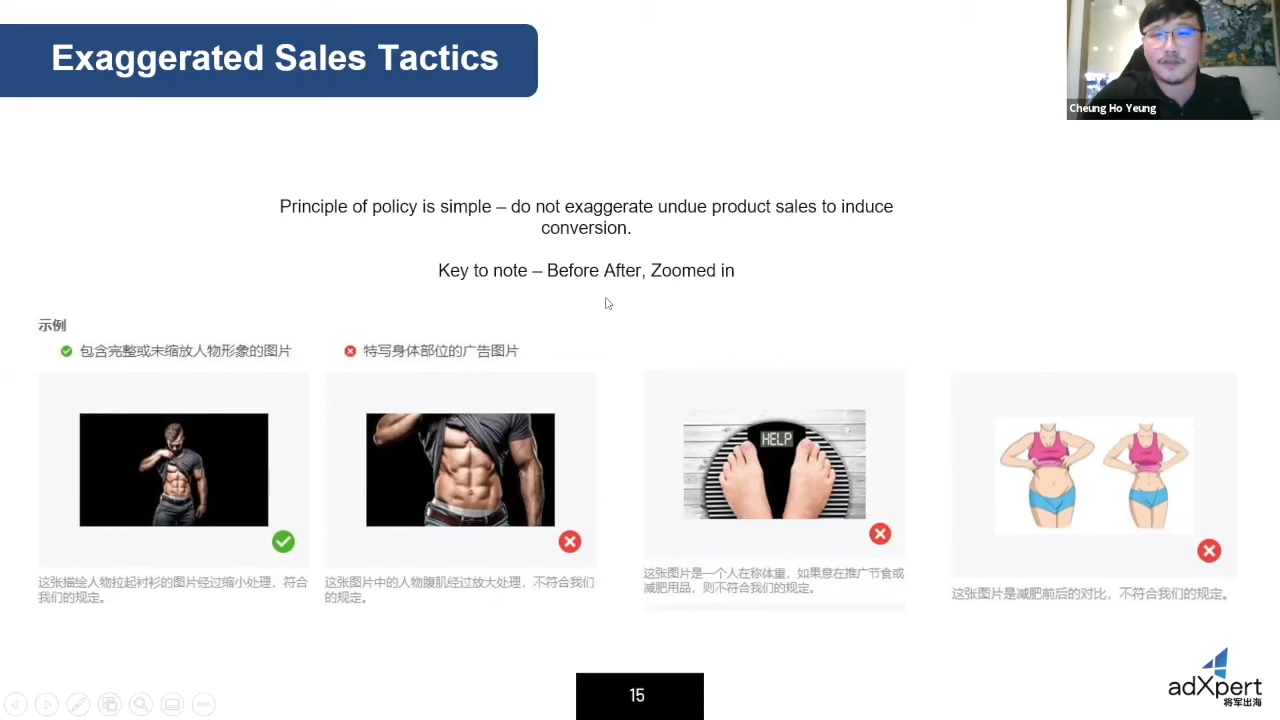 Exaggerated Sales Tactics
Cheung Ho Yeung
Principle of policy is simple – do not exaggerate undue product sales to induce
conversion.
Key to note – Before After, Zoomed in
示例
包含完整或未缩放人物形象的图片
特写身体部位的广告图片
HELP
这张描绘人物拉起衬衫的图片经过缩小处理，符合
我们的规定。
这张图片中的人物腹肌经过放大处理，不符合我们
的规定。
这张图片是一个人在称体重，如果意在推广节食或
减肥用品，则不符合我们的规定。
这张图片是减肥前后的对比，不符合我们的规定。
15
adXpert
将军出海